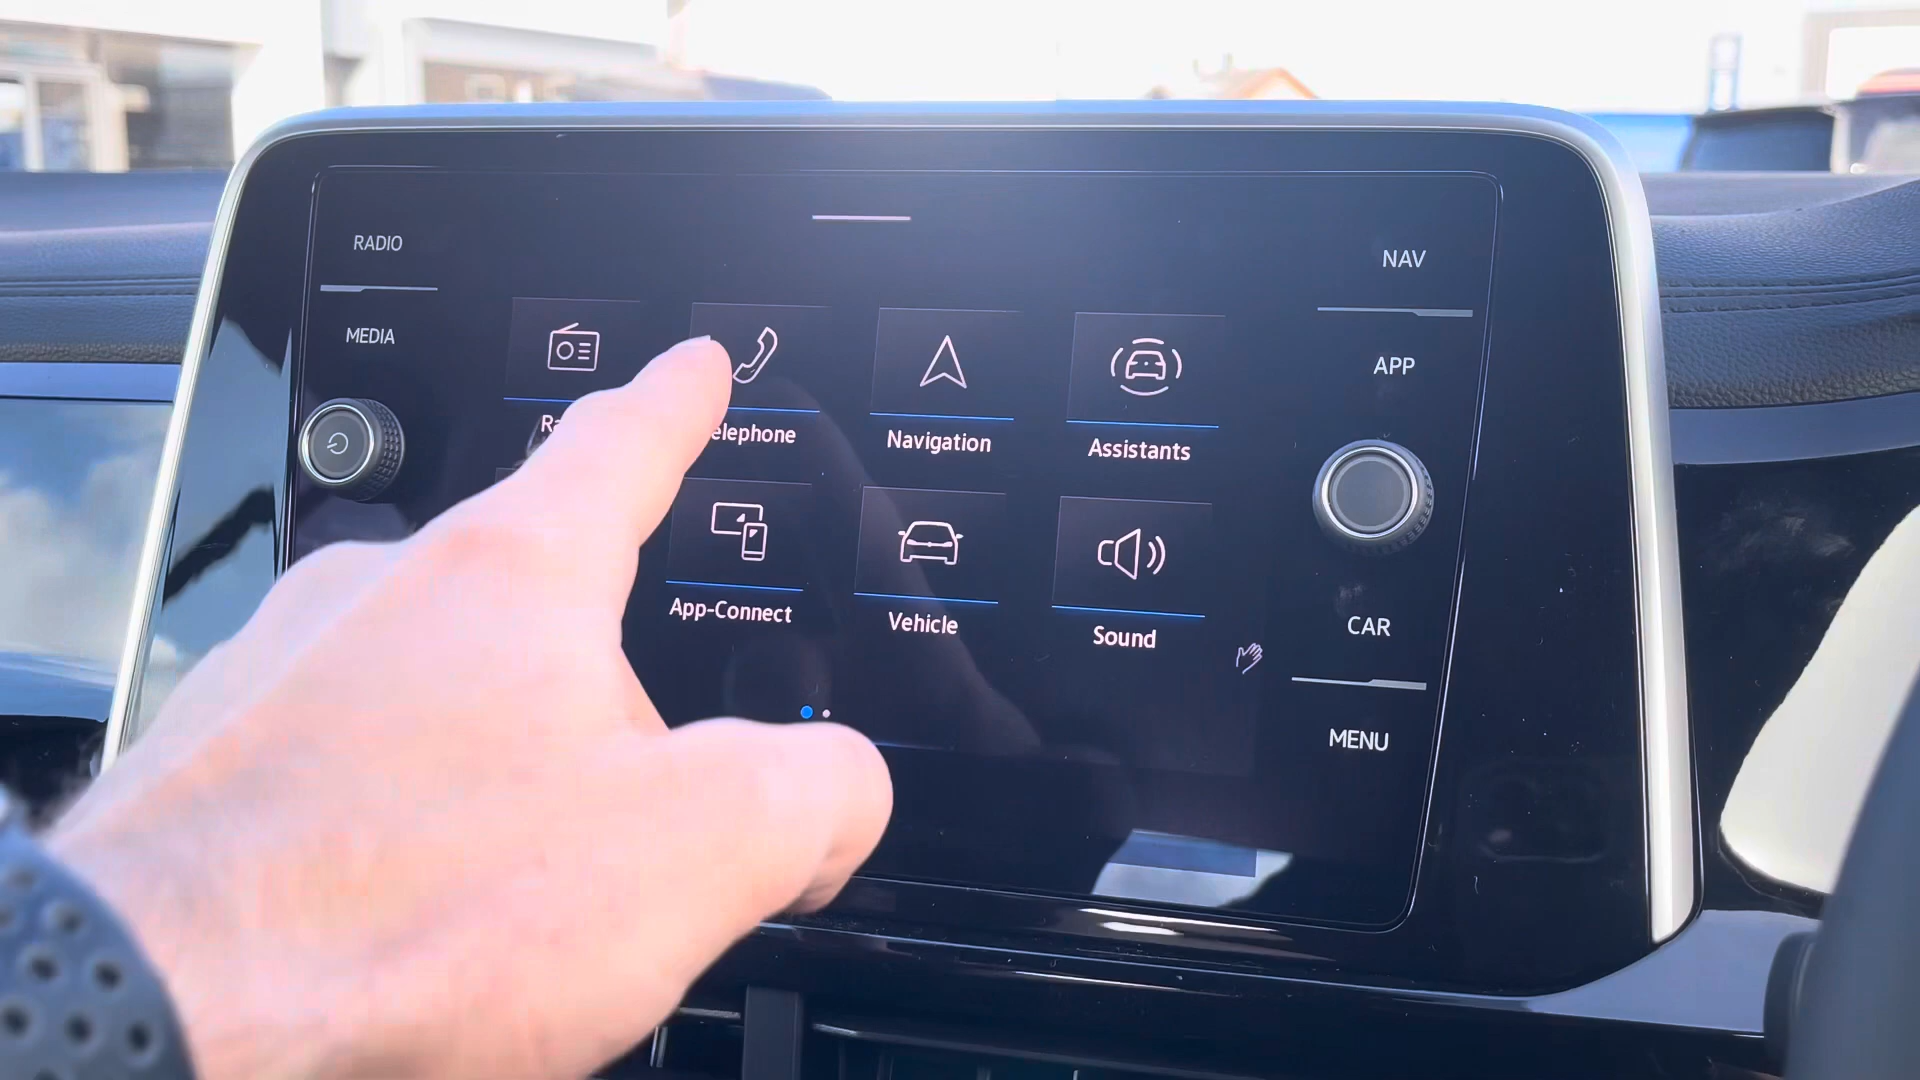 RADIO
NAV
MEDIA
APP
elephone
Navigation
Assistants
App-Connect
Vehicle
Sound
CAR
MENU